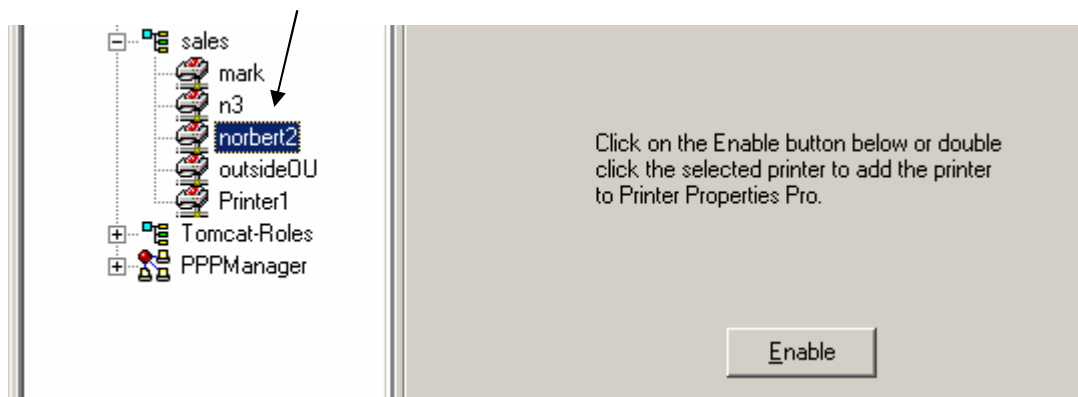 sales
mark
n3
norbert2
outsideOU
Printer1
Tomcat-Roles
PPPManager
Click on the Enable button below or double
click the selected printer to add the printer
to Printer Properties Pro.
Enable